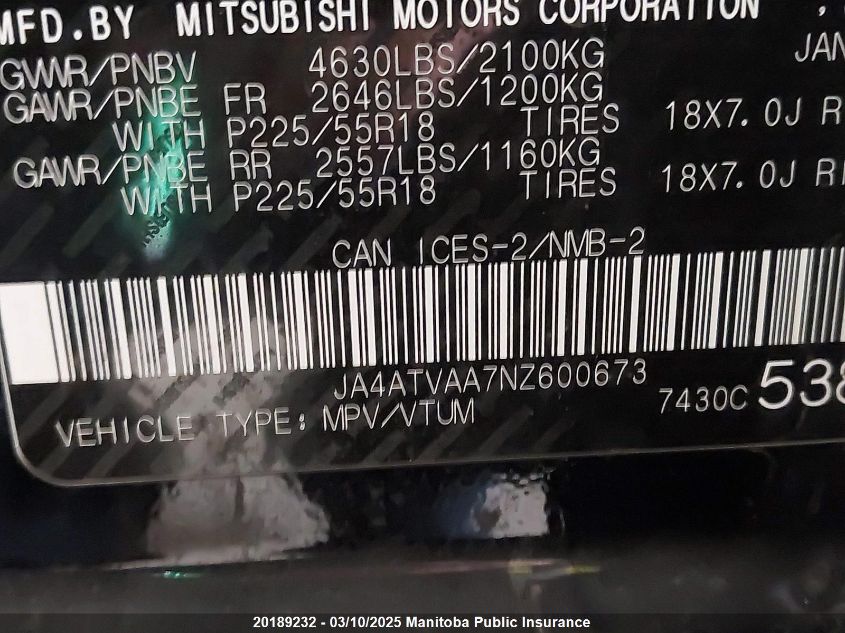 MFD.BY MITSUBISHI MOTORS CORPORATION
GVWR/PNBV 4630LBS/2100KG JAN
GAWR/PNBE FR 2646LBS/1200KG
WITH P225/55R18 TIRES 18X7.0J R
GAWR/PNBE RR 2557LBS/1160KG
WITH P225/55R18 TIRES 18X7.0J RI
CAN ICES-2/NMB-2
JA4ATVAA7NZ600673
VEHICLE TYPE: MPV/VTUM 7430C 538
20189232 - 03/10/2025 Manitoba Public Insurance